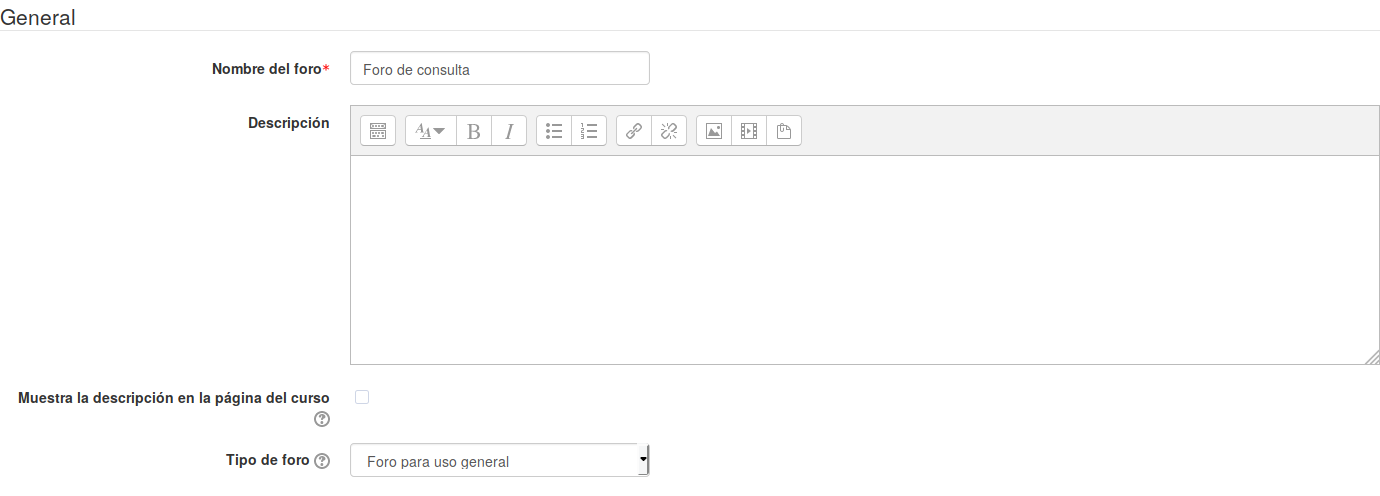 General
Nombre del foro*
Foro de consulta
Descripción
Muestra la descripción en la página del curso
Tipo de foro
Foro para uso general